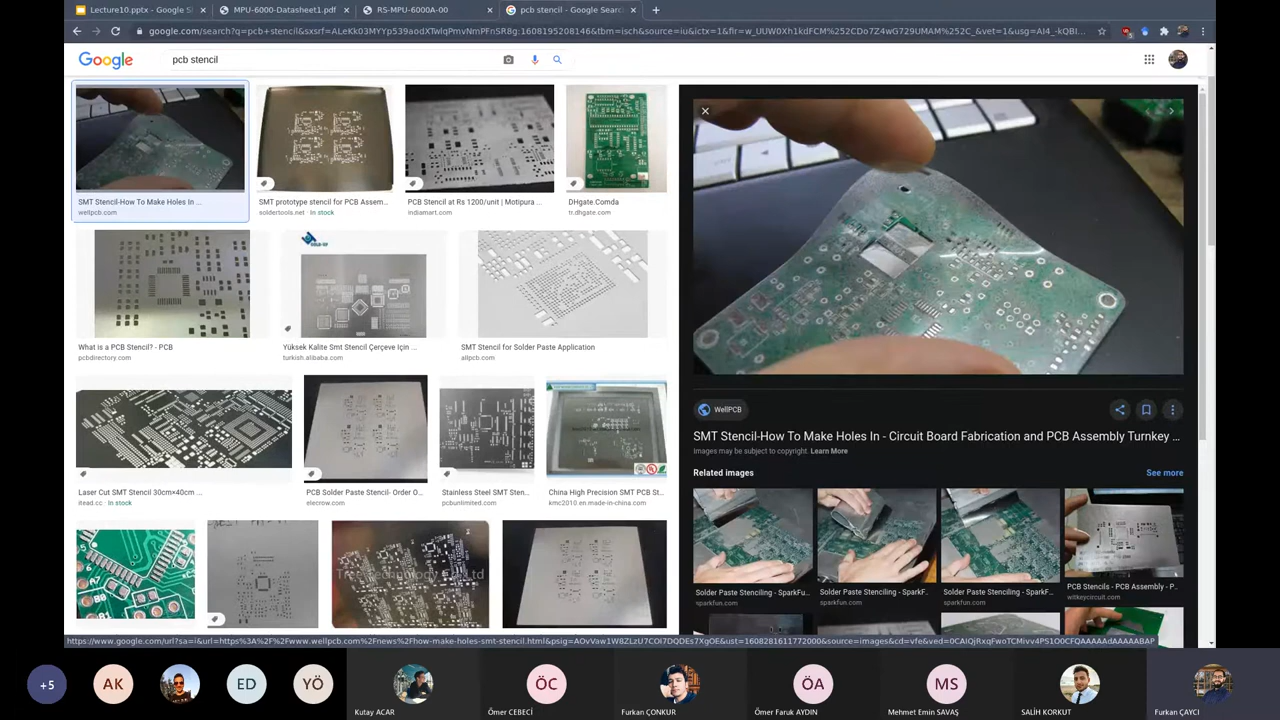 Lecture10.pptx - Google S
MPU-6000-Datasheet1.pdf
RS-MPU-6000A-00
pcb stencil - Google Search
pcb stencil
Google
SMT Stencil-How To Make Holes In ...
wellpcb.com
SMT prototype stencil for PCB Assem...
soldertools.net · In stock
PCB Stencil at Rs 1200/unit | Motipura ...
indiamart.com
DHgate.Comda
tr.dhgate.com
What is a PCB Stencil? - PCB
pcbdirectory.com
Yüksek Kalite Smt Stencil Çerçeve Için ...
turkish.alibaba.com
SMT Stencil for Solder Paste Application
allpcb.com
Laser Cut SMT Stencil 30cm×40cm ...
itead.cc · In stock
PCB Solder Paste Stencil- Order O...
elecrow.com
Stainless Steel SMT Sten...
pcbunlimited.com
China High Precision SMT PCB St...
kmc2010.en.made-in-china.com
WellPCB
SMT Stencil-How To Make Holes In - Circuit Board Fabrication and PCB Assembly Turnkey ...
Images may be subject to copyright. Learn More
Related images
See more
Solder Paste Stenciling - SparkFu...
sparkfun.com
Solder Paste Stenciling - SparkF...
sparkfun.com
Solder Paste Stenciling - SparkF...
sparkfun.com
PCB Stencils - PCB Assembly - P...
witkeycircuit.com
+5
AK
ED
YÖ
Kutay ACAR
ÖC
Ömer CEBECİ
Furkan ÇONKUR
ÖA
Ömer Faruk AYDIN
MS
Mehmet Emin SAVAŞ
SALİH KORKUT
Furkan ÇAYCI